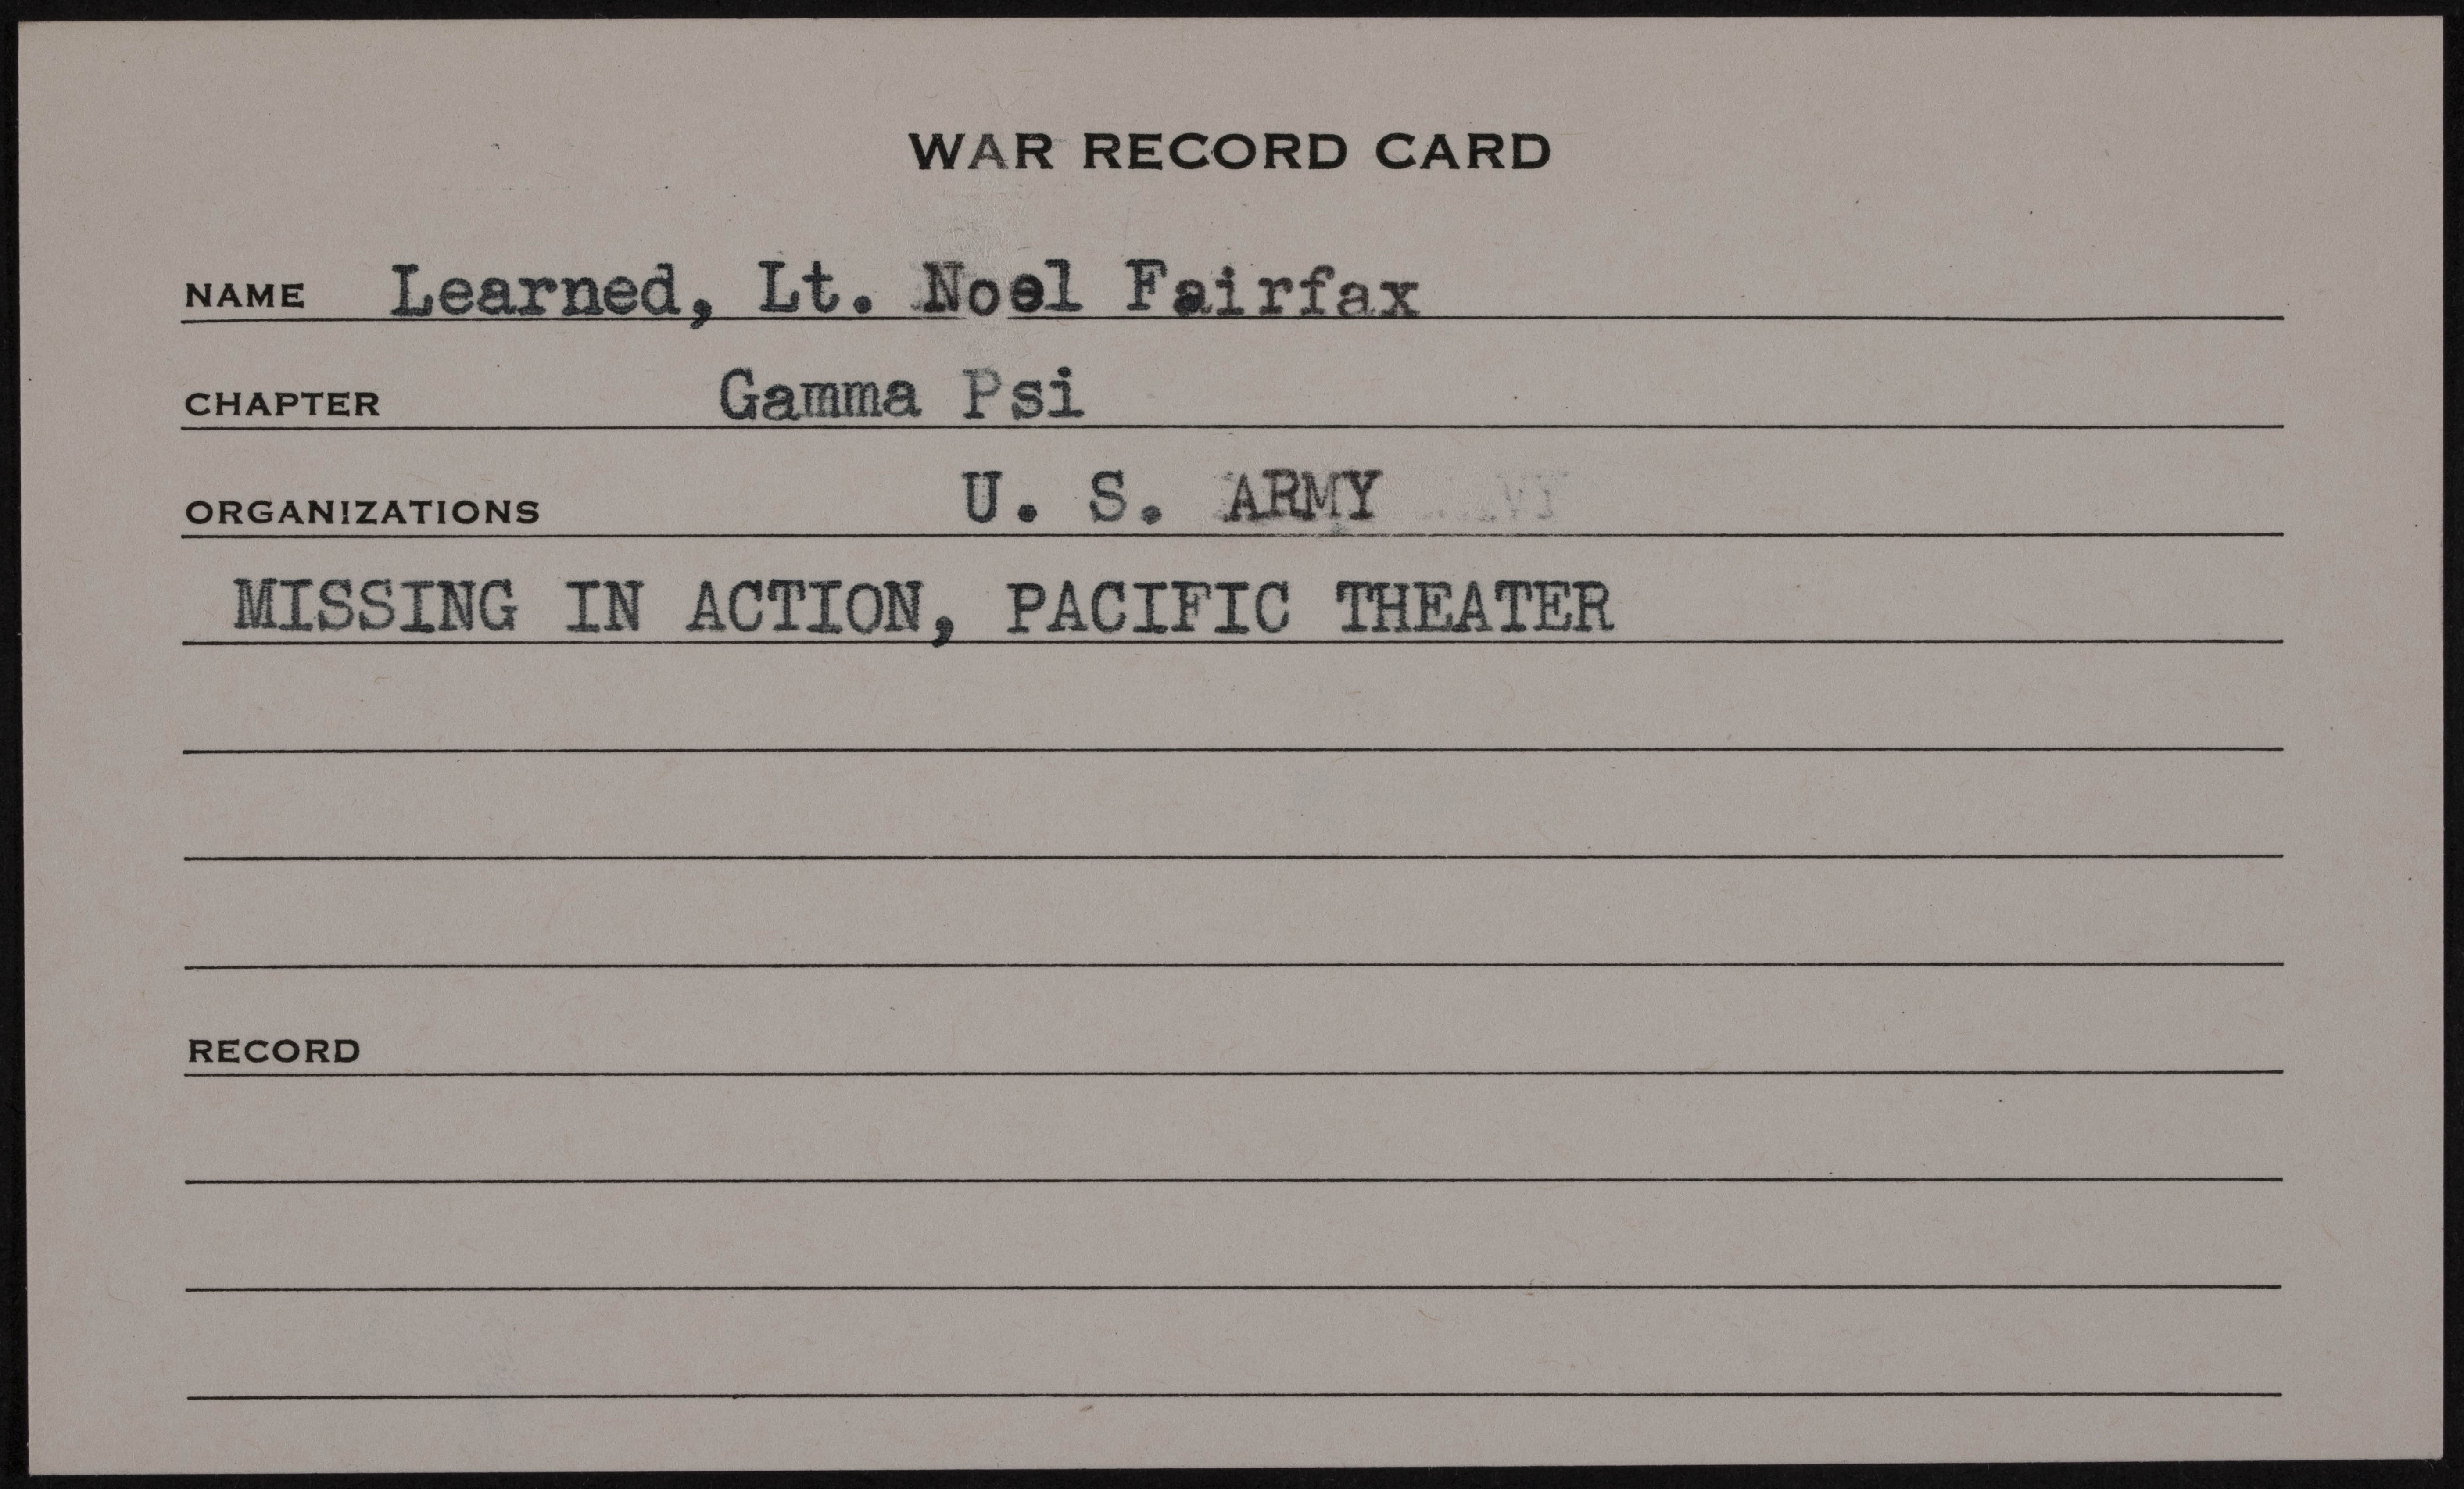 WAR RECORD CARD
NAME Learned, Lt. Noel Fairfax
CHAPTER Gamma Psi
ORGANIZATIONS U. S. ARMY
MISSING IN ACTION, PACIFIC THEATER
RECORD